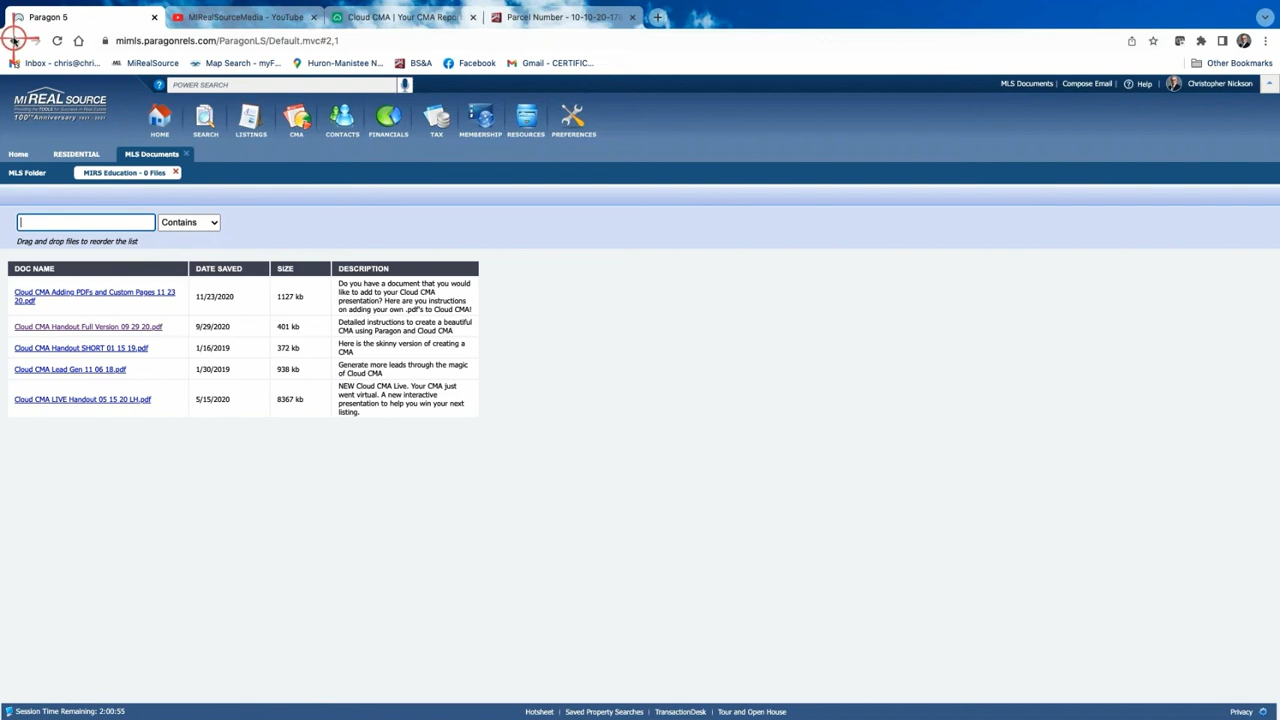 Paragon 5
MIRealSourceMedia - YouTube
Cloud CMA | Your CMA Repor
Parcel Number - 10-10-20-178
mimls.paragonrels.com/ParagonLS/Default.mvc#2,1
Inbox - chris@chri...
MiRealSource
Map Search - myF...
Huron-Manistee N...
BS&A
Facebook
Gmail - CERTIFIC...
Other Bookmarks
POWER SEARCH
MLS Documents
Compose Email
Help
Christopher Nickson
MI REAL SOURCE
100th Anniversary 1921 - 2021
HOME
SEARCH
LISTINGS
CMA
CONTACTS
FINANCIALS
TAX
MEMBERSHIP
RESOURCES
PREFERENCES
Home
RESIDENTIAL
MLS Documents
MLS Folder
MIRS Education - 0 Files
Contains
Drag and drop files to reorder the list
DOC NAME
DATE SAVED
SIZE
DESCRIPTION
Cloud CMA Adding PDFs and Custom Pages 11 23
20.pdf
11/23/2020
1127 kb
Do you have a document that you would
like to add to your Cloud CMA
presentation? Here are you instructions
on adding your own .pdf's to Cloud CMA!
Cloud CMA Handout Full Version 09 29 20.pdf
9/29/2020
401 kb
Detailed instructions to create a beautiful
CMA using Paragon and Cloud CMA
Cloud CMA Handout SHORT 01 15 19.pdf
1/16/2019
372 kb
Here is the skinny version of creating a
CMA
Cloud CMA Lead Gen 11 06 18.pdf
1/30/2019
938 kb
Generate more leads through the magic
of Cloud CMA
Cloud CMA LIVE Handout 05 15 20 LH.pdf
5/15/2020
8367 kb
NEW Cloud CMA Live. Your CMA just
went virtual. A new interactive
presentation to help you win your next
listing.
Session Time Remaining: 2:00:55
Hotsheet
Saved Property Searches
TransactionDesk
Tour and Open House
Privacy